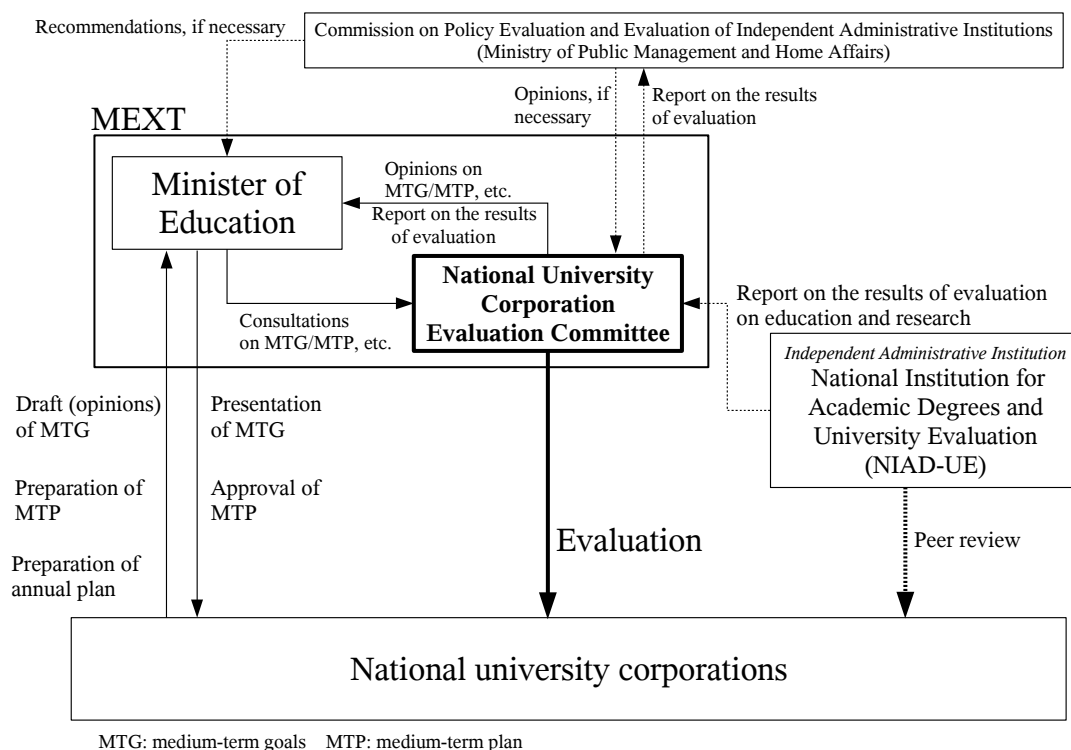 Recommendations, if necessary
Commission on Policy Evaluation and Evaluation of Independent Administrative Institutions
(Ministry of Public Management and Home Affairs)
Opinions, if
necessary
Report on the results
of evaluation
MEXT
Minister of
Education
Opinions on
MTG/MTP, etc.
Report on the results
of evaluation
National University
Corporation
Evaluation Committee
Consultations
on MTG/MTP, etc.
Report on the results of evaluation
on education and research
Independent Administrative Institution
National Institution for
Academic Degrees and
University Evaluation
(NIAD-UE)
Draft (opinions)
of MTG
Preparation of
MTP
Preparation of
annual plan
Presentation
of MTG
Approval of
MTP
Evaluation
Peer review
National university corporations
MTG: medium-term goals MTP: medium-term plan